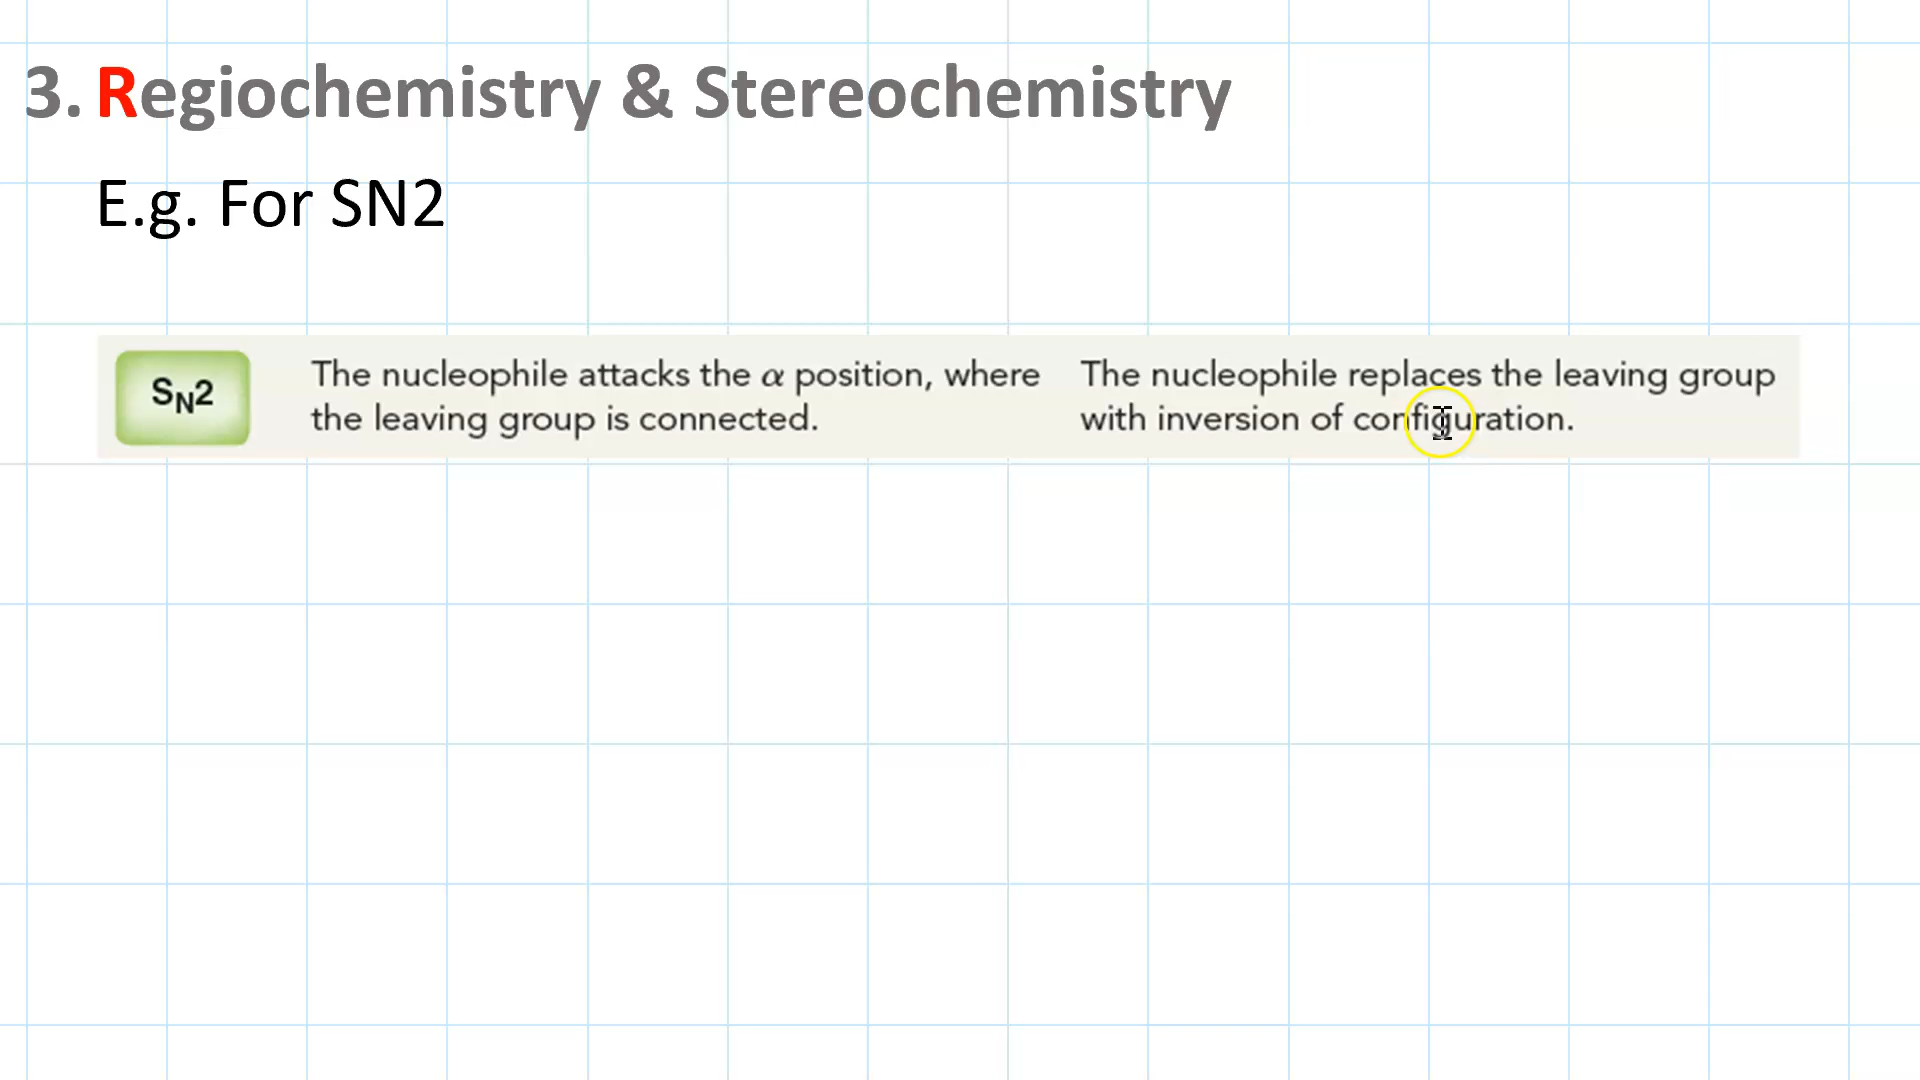 3. Regiochemistry & Stereochemistry
E.g. For SN2
SN2
The nucleophile attacks the α position, where
the leaving group is connected.
The nucleophile replaces the leaving group
with inversion of configuration.